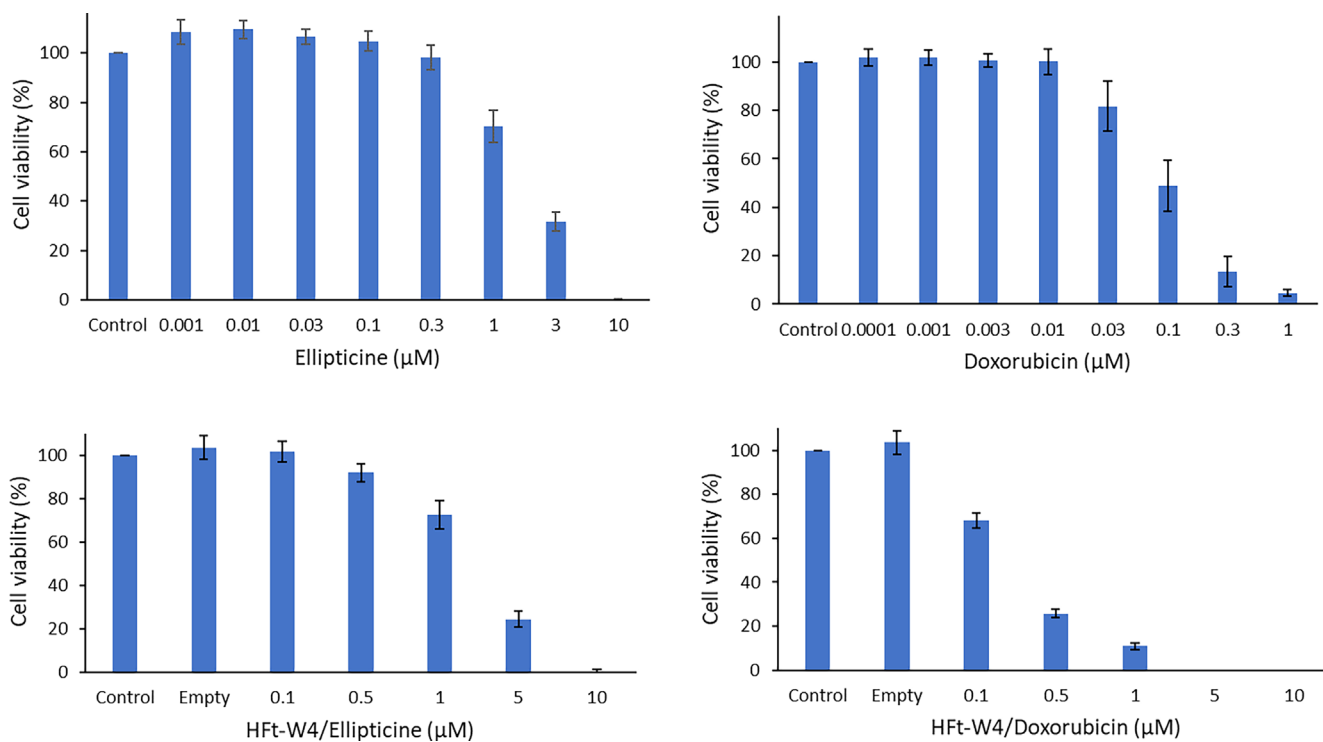 Cell viability (%)
100
80
60
40
20
0
Control 0.001 0.01 0.03 0.1 0.3 1 3 10
Ellipticine (µM)
Cell viability (%)
100
80
60
40
20
0
Control 0.0001 0.001 0.003 0.01 0.03 0.1 0.3 1
Doxorubicin (µM)
Cell viability (%)
100
80
60
40
20
0
Control Empty 0.1 0.5 1 5 10
HFt-W4/Ellipticine (µM)
Cell viability (%)
100
80
60
40
20
0
Control Empty 0.1 0.5 1 5 10
HFt-W4/Doxorubicin (µM)